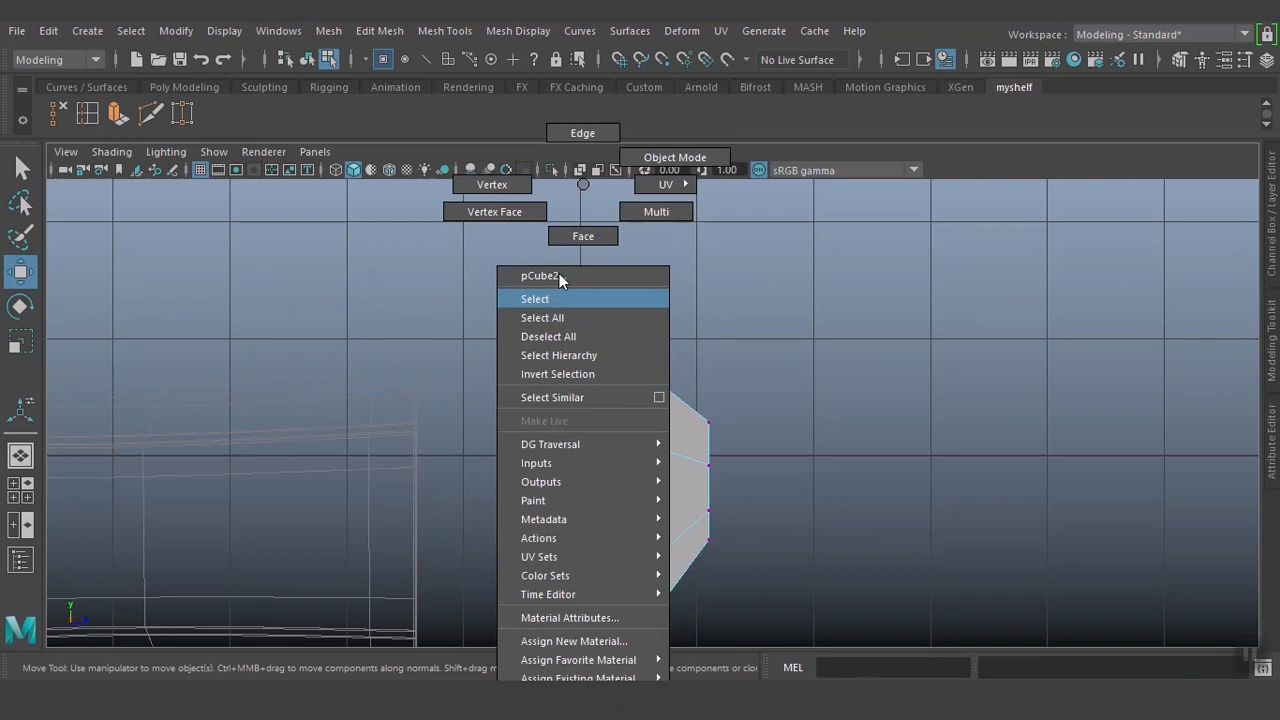 File Edit Create Select Modify Display Windows Mesh Edit Mesh Mesh Tools Mesh Display Curves Surfaces Deform UV Generate Cache Help Workspace : Modeling - Standard*
Modeling No Live Surface
Curves / Surfaces Poly Modeling Sculpting Rigging Animation Rendering FX FX Caching Custom Arnold Bifrost MASH Motion Graphics XGen myshelf
Edge
View Shading Lighting Show Renderer Panels
Object Mode
0.00 1.00 ON sRGB gamma
Vertex UV
Vertex Face Multi
Face
pCube2
Select
Select All
Deselect All
Select Hierarchy
Invert Selection
Select Similar
Make Live
DG Traversal
Inputs
Outputs
Paint
Metadata
Actions
UV Sets
Color Sets
Time Editor
Material Attributes...
Assign New Material...
Assign Favorite Material
Assign Existing Material
Channel Box / Layer Editor
Modeling Toolkit
Attribute Editor
y
M
Move Tool: Use manipulator to move object(s). Ctrl+MMB+drag to move components along normals. Shift+drag
e components or clo
MEL